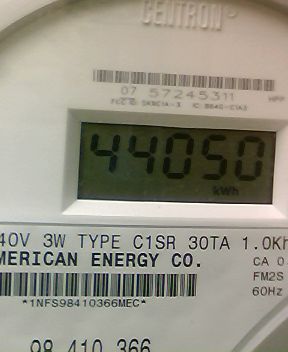 CENTRON
07 57245311
44050
kWh
40V 3W TYPE C1SR 30TA 1.0Kh
MERICAN ENERGY CO.
CA 0.
FM2S
60Hz
*1NFS98410366MEC*
98 410 366